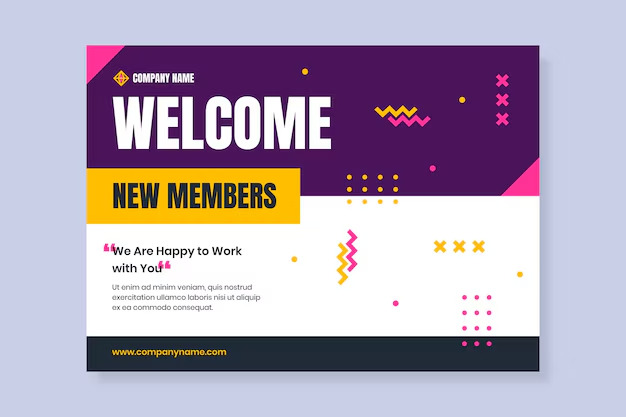 COMPANY NAME
WELCOME
NEW MEMBERS
❝We Are Happy to Work
with You❝
Ut enim ad minim veniam, quis nostrud
exercitation ullamco laboris nisi ut aliquip
ex ea commodo consequat.
www.companyname.com